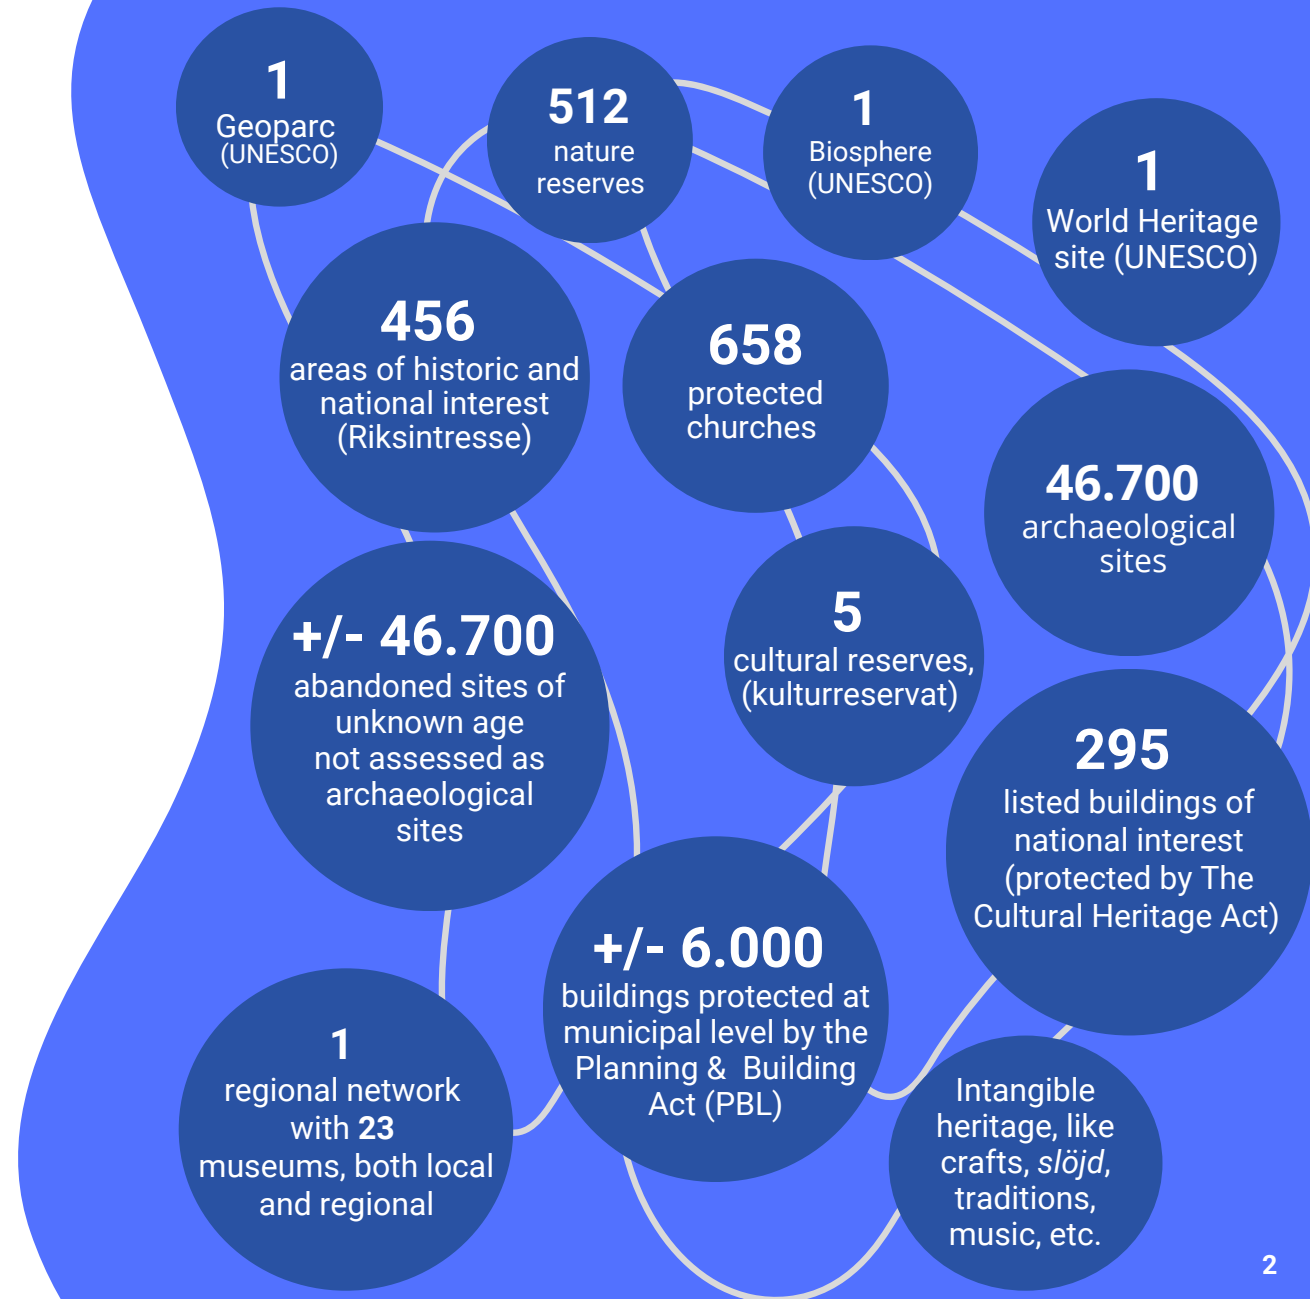 1
Geoparc
(UNESCO)
512
nature
reserves
1
Biosphere
(UNESCO)
1
World Heritage
site (UNESCO)
456
areas of historic and
national interest
(Riksintresse)
658
protected
churches
46.700
archaeological
sites
+/- 46.700
abandoned sites of
unknown age
not assessed as
archaeological
sites
5
cultural reserves,
(kulturreservat)
295
listed buildings of
national interest
(protected by The
Cultural Heritage Act)
+/- 6.000
buildings protected at
municipal level by the
Planning & Building
Act (PBL)
1
regional network
with 23
museums, both local
and regional
Intangible
heritage, like
crafts, slöjd,
traditions,
music, etc.
2